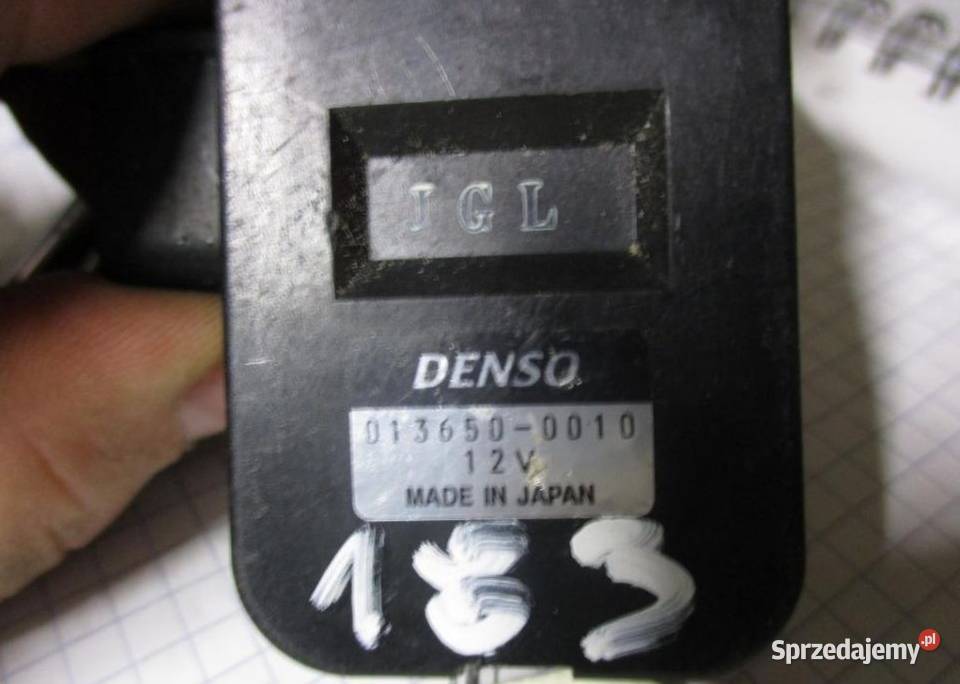 JGL
DENSO
013650-0010
12V
MADE IN JAPAN
183
Sprzedajemy.pl